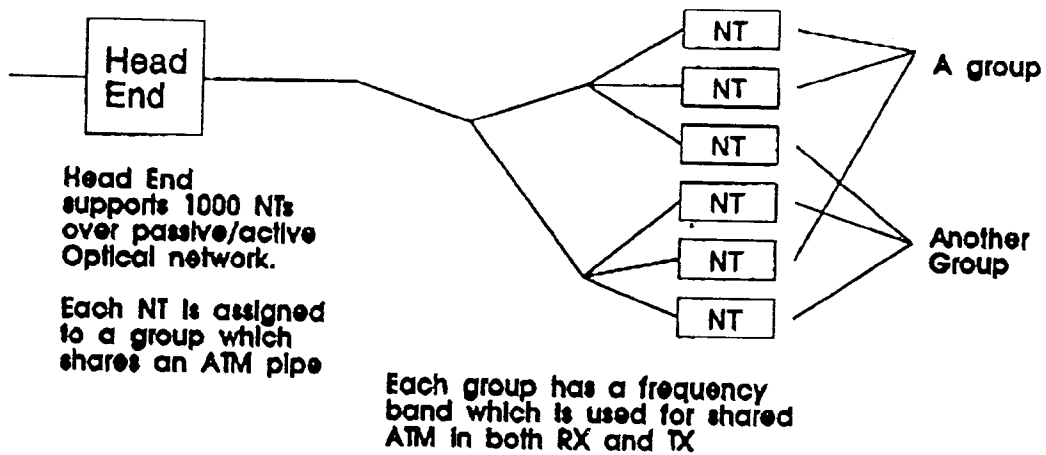 Head
End
NT
NT
NT
NT
NT
NT
A group
Another
Group
Head End
supports 1000 NTs
over passive/active
Optical network.
Each NT is assigned
to a group which
shares an ATM pipe
Each group has a frequency
band which is used for shared
ATM in both RX and TX